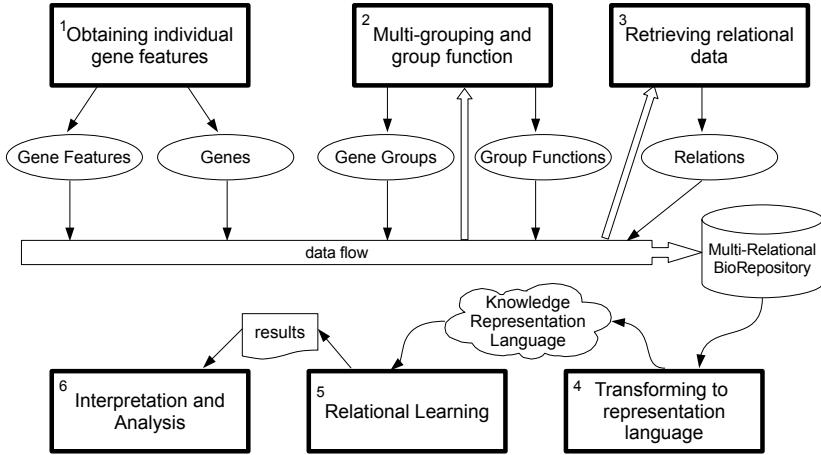 1 Obtaining individual
gene features
2 Multi-grouping and
group function
3 Retrieving relational
data
Gene Features
Genes
Gene Groups
Group Functions
Relations
data flow
Multi-Relational
BioRepository
Knowledge
Representation
Language
results
6 Interpretation and
Analysis
5 Relational Learning
4 Transforming to
representation
language